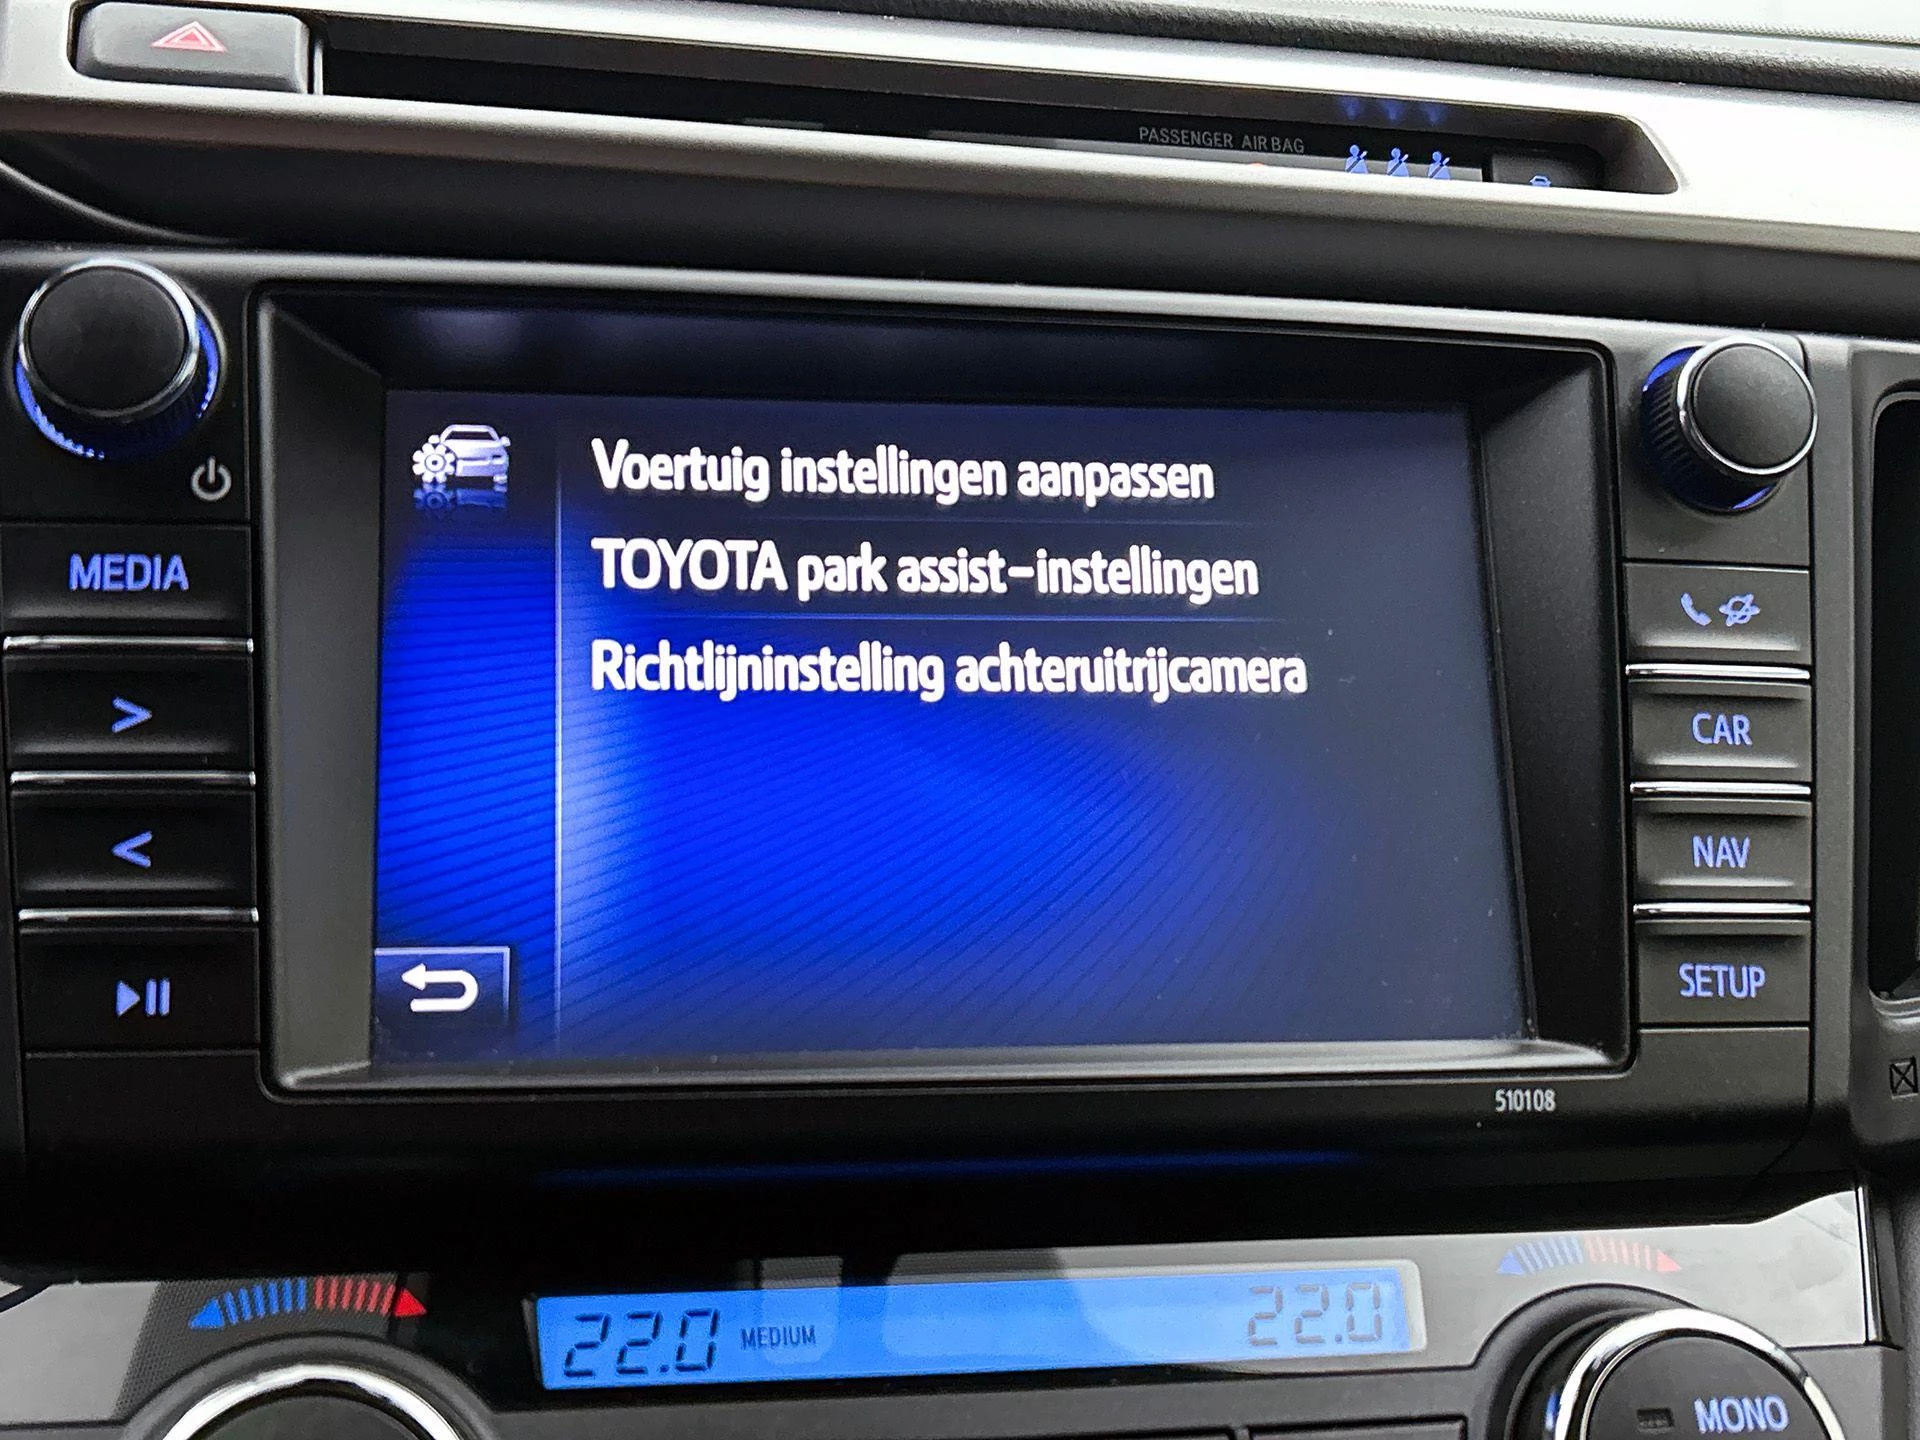 PASSENGER AIR BAG
Voertuig instellingen aanpassen
TOYOTA park assist-instellingen
Richtlijninstelling achteruitrijcamera
MEDIA
>
<
CAR
NAV
SETUP
510108
22.0 MEDIUM 22.0
MONO